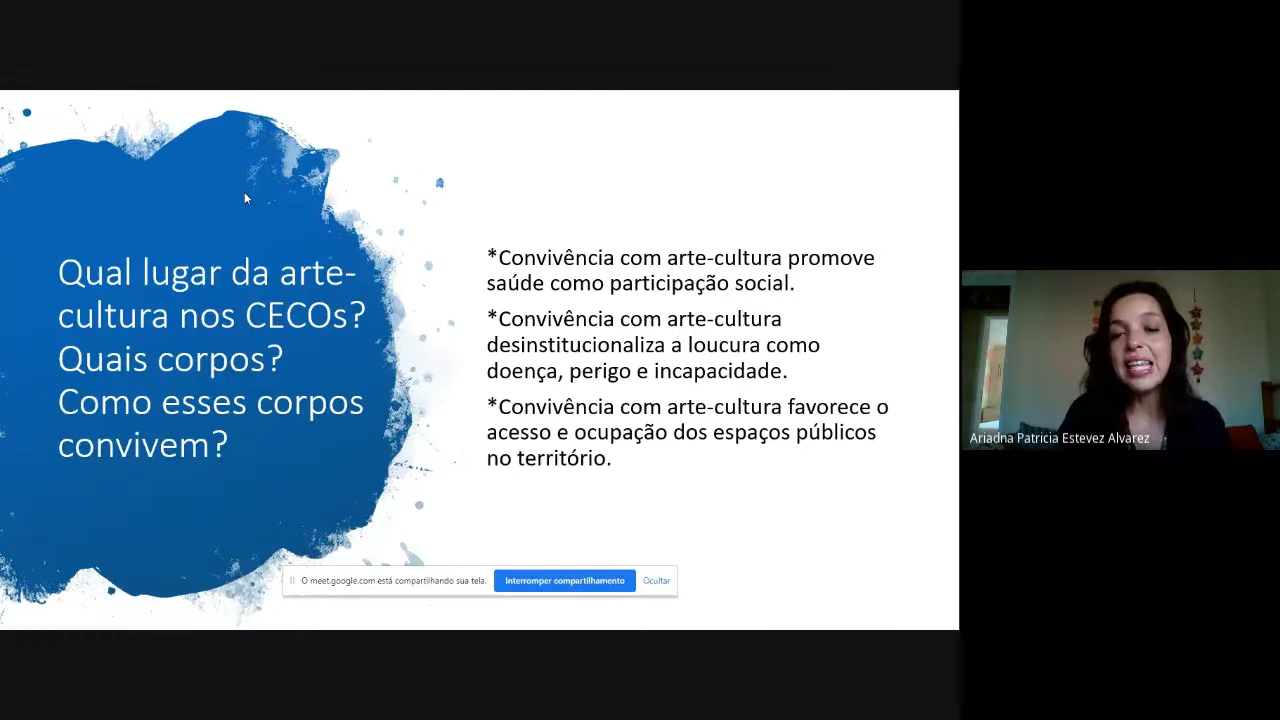 Qual lugar da arte-
cultura nos CECOs?
Quais corpos?
Como esses corpos
convivem?
*Convivência com arte-cultura promove
saúde como participação social.
*Convivência com arte-cultura
desinstitucionaliza a loucura como
doença, perigo e incapacidade.
*Convivência com arte-cultura favorece o
acesso e ocupação dos espaços públicos
no território.
O meet.google.com está compartilhando sua tela.
Interromper compartilhamento
Ocultar
Ariadna Patricia Estevez Alvarez